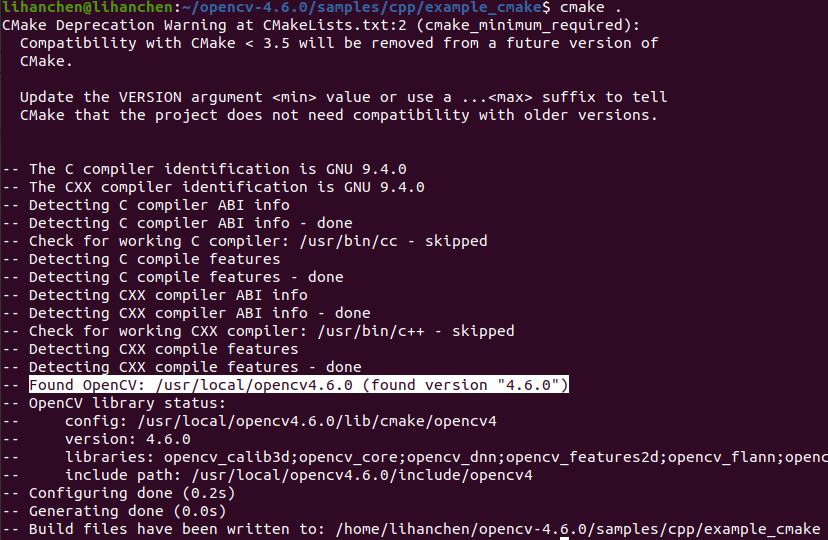 lihanchen@lihanchen:~/opencv-4.6.0/samples/cpp/example_cmake$ cmake .
CMake Deprecation Warning at CMakeLists.txt:2 (cmake_minimum_required):
  Compatibility with CMake < 3.5 will be removed from a future version of
  CMake.

  Update the VERSION argument <min> value or use a ...<max> suffix to tell
  CMake that the project does not need compatibility with older versions.

-- The C compiler identification is GNU 9.4.0
-- The CXX compiler identification is GNU 9.4.0
-- Detecting C compiler ABI info
-- Detecting C compiler ABI info - done
-- Check for working C compiler: /usr/bin/cc - skipped
-- Detecting C compile features
-- Detecting C compile features - done
-- Detecting CXX compiler ABI info
-- Detecting CXX compiler ABI info - done
-- Check for working CXX compiler: /usr/bin/c++ - skipped
-- Detecting CXX compile features
-- Detecting CXX compile features - done
-- Found OpenCV: /usr/local/opencv4.6.0 (found version "4.6.0")
-- OpenCV library status:
--     config: /usr/local/opencv4.6.0/lib/cmake/opencv4
--     version: 4.6.0
--     libraries: opencv_calib3d;opencv_core;opencv_dnn;opencv_features2d;opencv_flann;openc
--     include path: /usr/local/opencv4.6.0/include/opencv4
-- Configuring done (0.2s)
-- Generating done (0.0s)
-- Build files have been written to: /home/lihanchen/opencv-4.6.0/samples/cpp/example_cmake